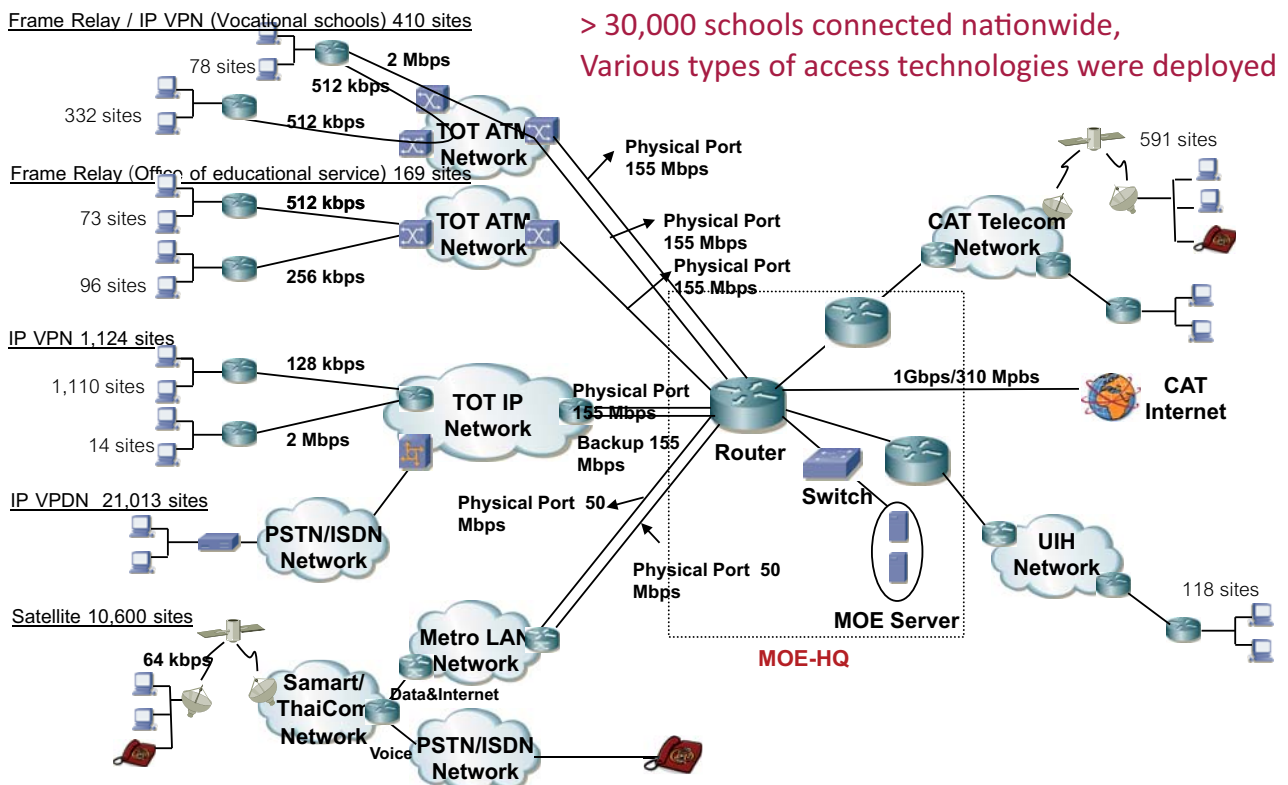 Frame Relay / IP VPN (Vocational schools) 410 sites
> 30,000 schools connected nationwide,
Various types of access technologies were deployed
78 sites
2 Mbps
512 kbps
332 sites
512 kbps
TOT ATM
Network
Physical Port
155 Mbps
591 sites
Frame Relay (Office of educational service) 169 sites
73 sites
512 kbps
TOT ATM
Network
Physical Port
155 Mbps
Physical Port
155 Mbps
CAT Telecom
Network
96 sites
256 kbps
IP VPN 1,124 sites
128 kbps
1,110 sites
14 sites
2 Mbps
TOT IP
Network
Physical Port
155 Mbps
Backup 155
Mbps
Router
1Gbps/310 Mpbs
CAT
Internet
Switch
IP VPDN 21,013 sites
PSTN/ISDN
Network
Physical Port 50
Mbps
Physical Port 50
Mbps
MOE Server
MOE-HQ
UIH
Network
118 sites
Satellite 10,600 sites
64 kbps
Samart/
ThaiCom
Network
Metro LAN
Network
Data&Internet
Voice
PSTN/ISDN
Network